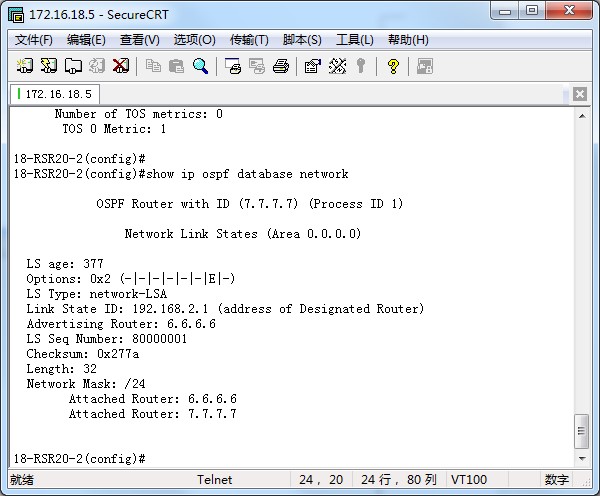 172.16.18.5 - SecureCRT
文件(F) 编辑(E) 查看(V) 选项(O) 传输(T) 脚本(S) 工具(L) 帮助(H)
172.16.18.5
Number of TOS metrics: 0
TOS 0 Metric: 1
18-RSR20-2(config)#
18-RSR20-2(config)#show ip ospf database network
OSPF Router with ID (7.7.7.7) (Process ID 1)
Network Link States (Area 0.0.0.0)
LS age: 377
Options: 0x2 (-|-|-|-|-|-|E|-)
LS Type: network-LSA
Link State ID: 192.168.2.1 (address of Designated Router)
Advertising Router: 6.6.6.6
LS Seq Number: 80000001
Checksum: 0x277a
Length: 32
Network Mask: /24
Attached Router: 6.6.6.6
Attached Router: 7.7.7.7
18-RSR20-2(config)#
就绪 Telnet 24, 20 24 行, 80 列 VT100 数字